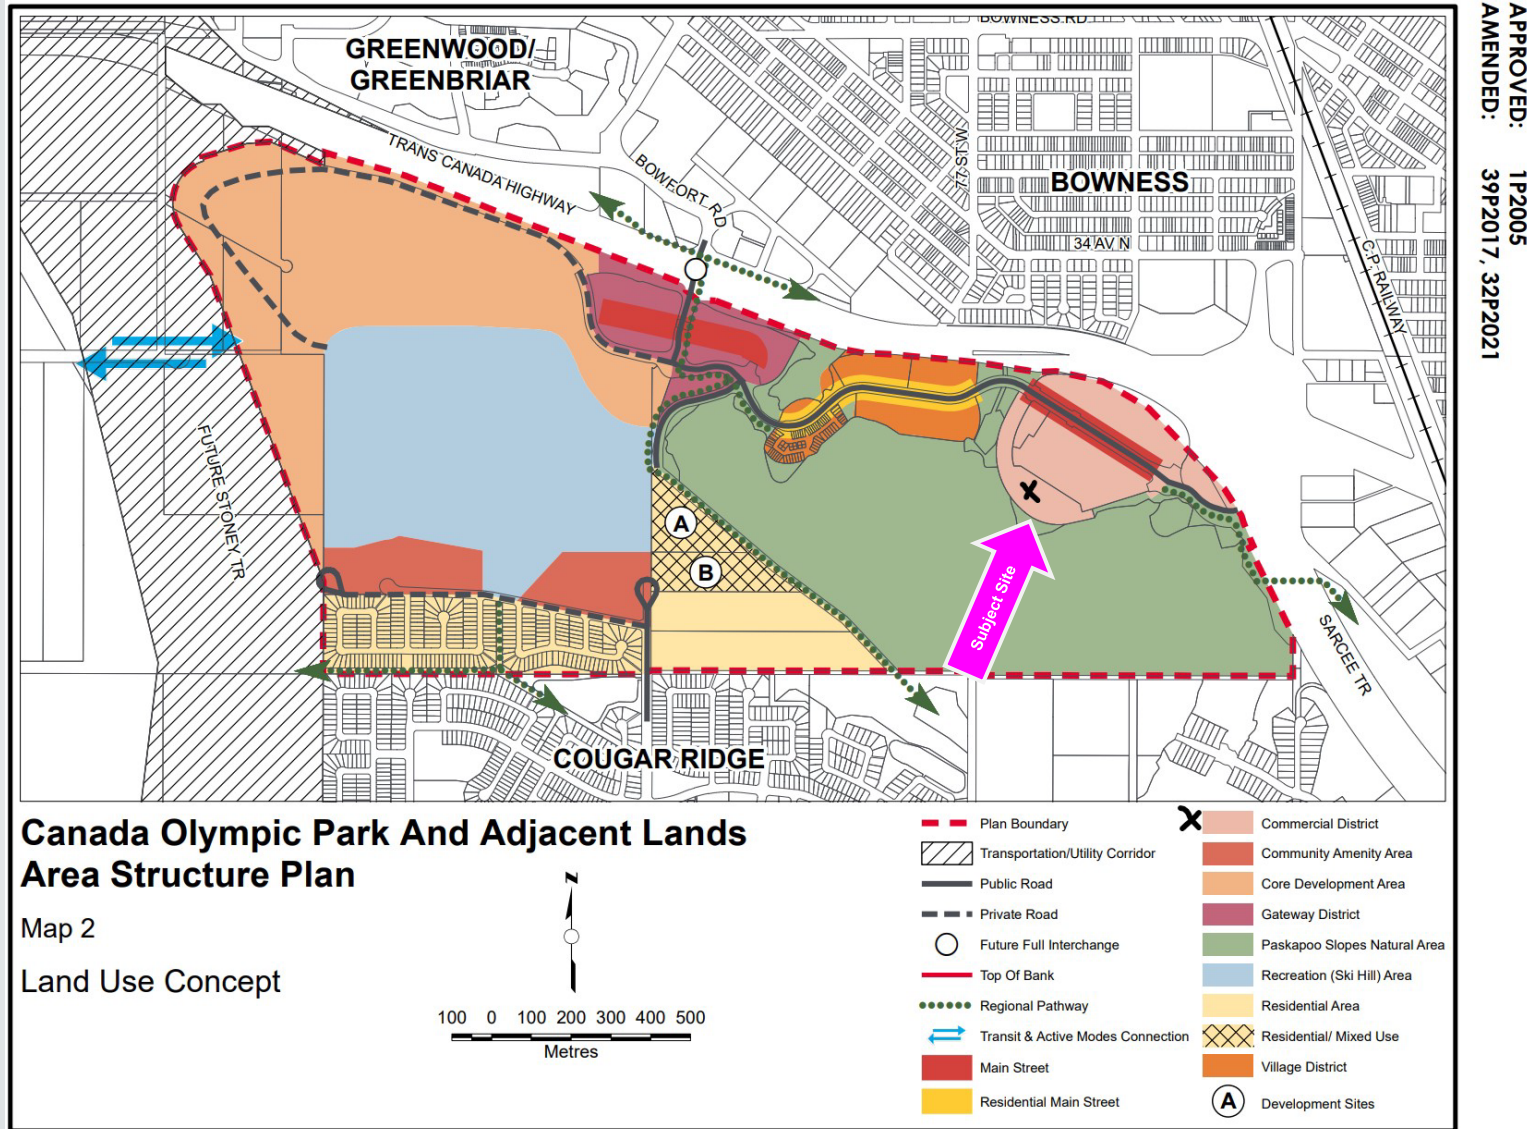 APPROVED: 1P2005
AMENDED: 39P2017, 32P2021
BOWNESS RD
GREENWOOD/
GREENBRIAR
TRANS CANADA HIGHWAY
BOWFORT RD
77 ST W
BOWNESS
34 AV N
C.P. RAILWAY
FUTURE STONEY TR
A
B
Subject Site
SARCEE TR
COUGAR RIDGE
Canada Olympic Park And Adjacent Lands
Area Structure Plan
Map 2
Land Use Concept
N
100 0 100 200 300 400 500
Metres
Plan Boundary
Transportation/Utility Corridor
Public Road
Private Road
Future Full Interchange
Top Of Bank
Regional Pathway
Transit & Active Modes Connection
Main Street
Residential Main Street
Commercial District
Community Amenity Area
Core Development Area
Gateway District
Paskapoo Slopes Natural Area
Recreation (Ski Hill) Area
Residential Area
Residential/ Mixed Use
Village District
A Development Sites